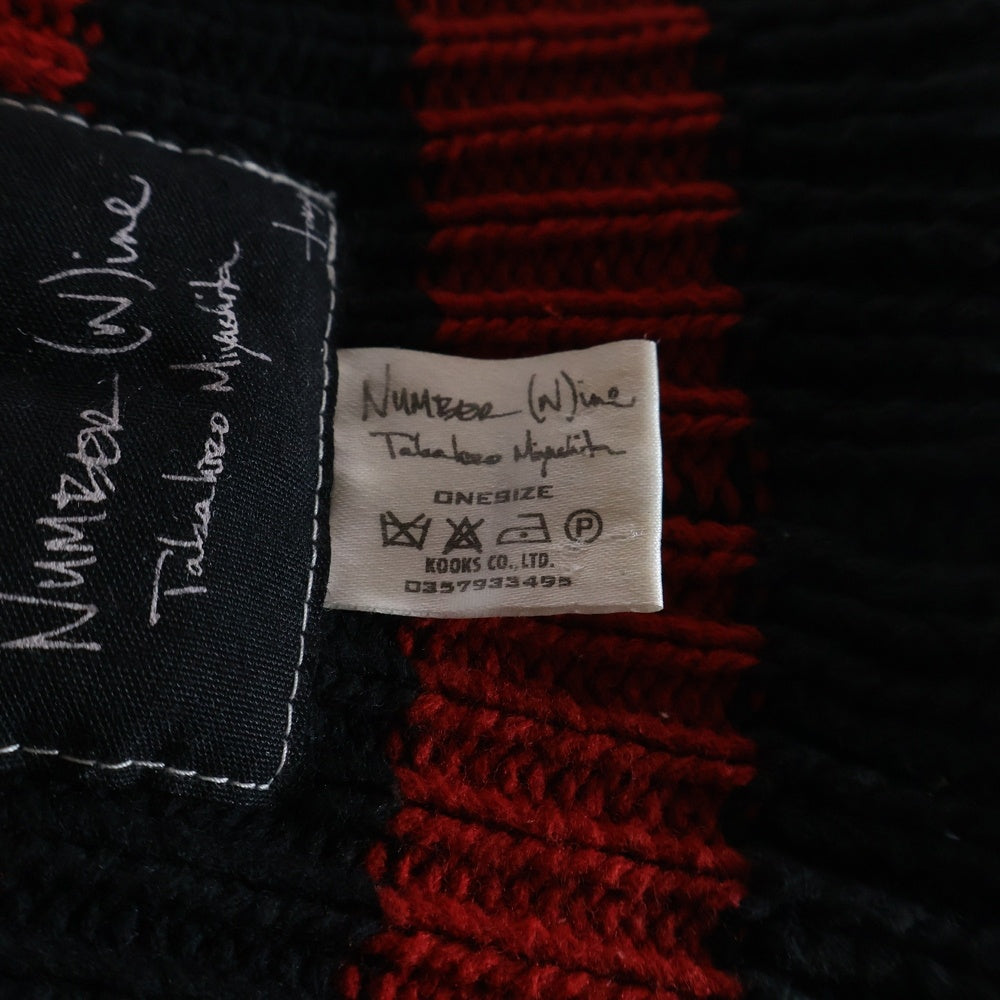 NUMBER (N)ine
Takahiro Miyashita
NUMBER (N)ine
Takahiro Miyashita
ONESIZE
P
KOOKS CO., LTD.
0357933495